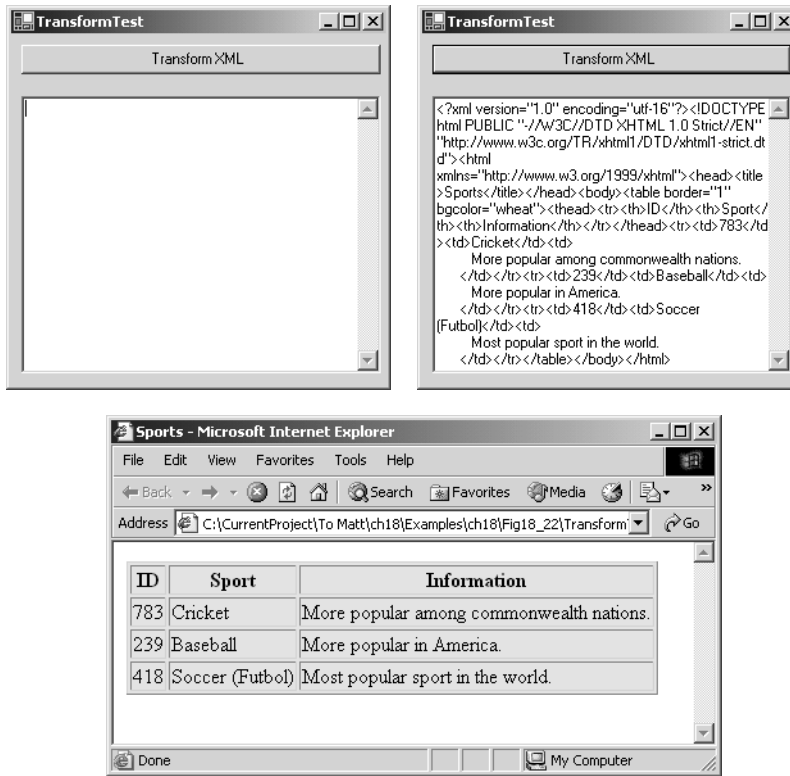 TransformTest
Transform XML
TransformTest
Transform XML
<?xml version="1.0" encoding="utf-16"?><!DOCTYPE
html PUBLIC "-//W3C//DTD XHTML 1.0 Strict//EN"
"http://www.w3c.org/TR/xhtml1/DTD/xhtml1-strict.dt
d"><html
xmlns="http://www.w3.org/1999/xhtml"><head><title
>Sports</title></head><body><table border="1"
bgcolor="wheat"><thead><tr><th>ID</th><th>Sport</
th><th>Information</th></tr></thead><tr><td>783</td
><td>Cricket</td><td>
More popular among commonwealth nations.
</td></tr><tr><td>239</td><td>Baseball</td><td>
More popular in America.
</td></tr><tr><td>418</td><td>Soccer
(Futbol)</td><td>
Most popular sport in the world.
</td></tr></table></body></html>
Sports - Microsoft Internet Explorer
File Edit View Favorites Tools Help
Back Search Favorites Media »
Address C:\CurrentProject\To Matt\ch18\Examples\ch18\Fig18_22\Transform Go
ID Sport Information
783 Cricket More popular among commonwealth nations.
239 Baseball More popular in America.
418 Soccer (Futbol) Most popular sport in the world.
Done My Computer